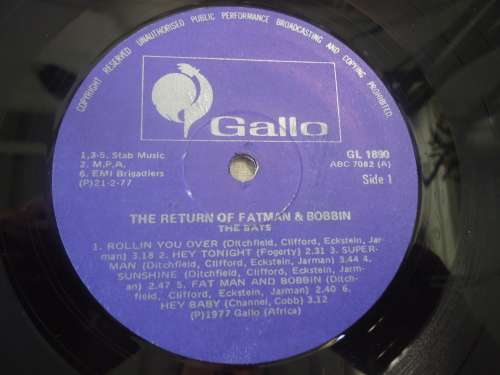 COPYRIGHT RESERVED UNAUTHORISED PUBLIC PERFORMANCE BROADCASTING AND COPYING PROHIBITED.
Gallo
1,3-5, Stab Music
2. M.P.A.
6. EMI Brigadiers
(P)21-2-77
GL 1890
ABC 7082 (A)
Side 1
THE RETURN OF FATMAN & BOBBIN
THE BATS
1. ROLLIN YOU OVER (Ditchfield, Clifford, Eckstein, Jar-
man) 3.18 2. HEY TONIGHT (Fogerty) 2.31 3. SUPER-
MAN (Ditchfield, Clifford, Eckstein, Jarman) 3.44 4.
SUNSHINE (Ditchfield, Clifford, Eckstein, Jarm-
an) 2.47 5. FAT MAN AND BOBBIN (Ditch-
field, Clifford, Eckstein, Jarman) 2.40 6.
HEY BABY (Channel, Cobb) 3.12
(P)1977 Gallo (Africa)